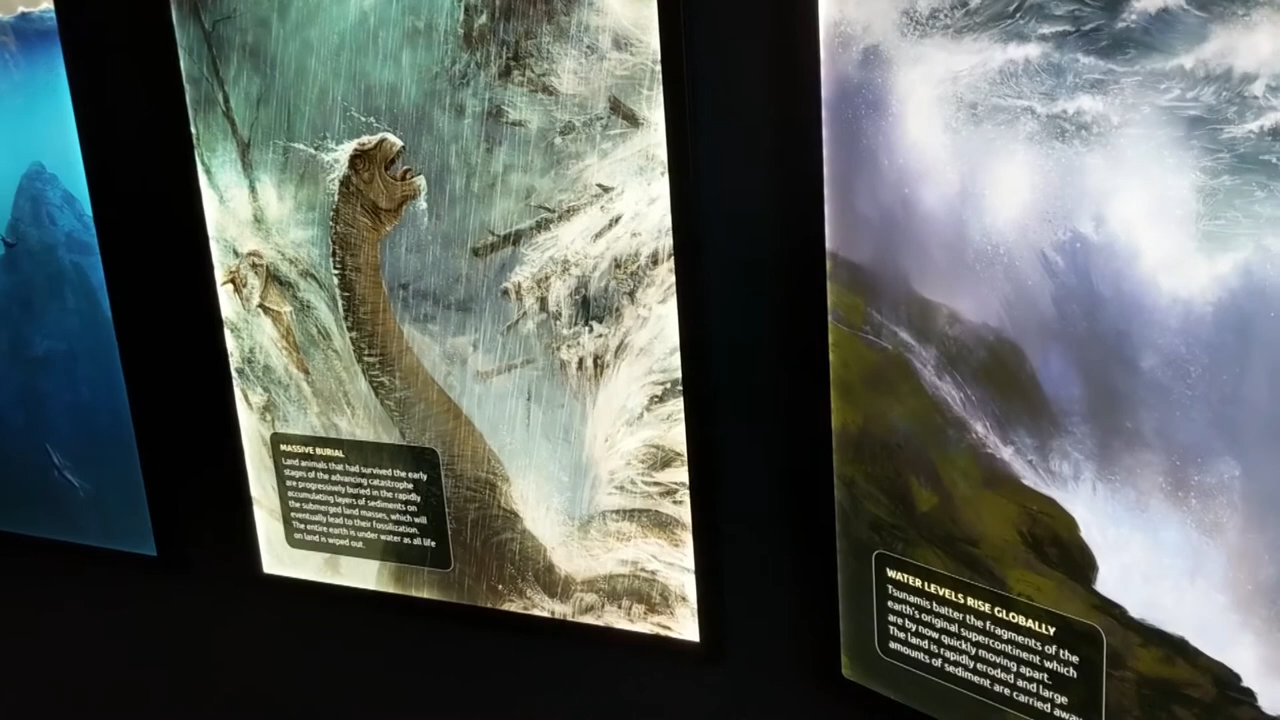 MASSIVE BURIAL
Land animals that had survived the early
stages of the advancing catastrophe
are progressively buried in the rapidly
accumulating layers of sediments on
the submerged land masses, which will
eventually lead to their fossilization.
The entire earth is under water as all life
on land is wiped out.
WATER LEVELS RISE GLOBALLY
Tsunamis batter the fragments of the
earth's original supercontinent which
are by now quickly moving apart.
The land is rapidly eroded and large
amounts of sediment are carried away